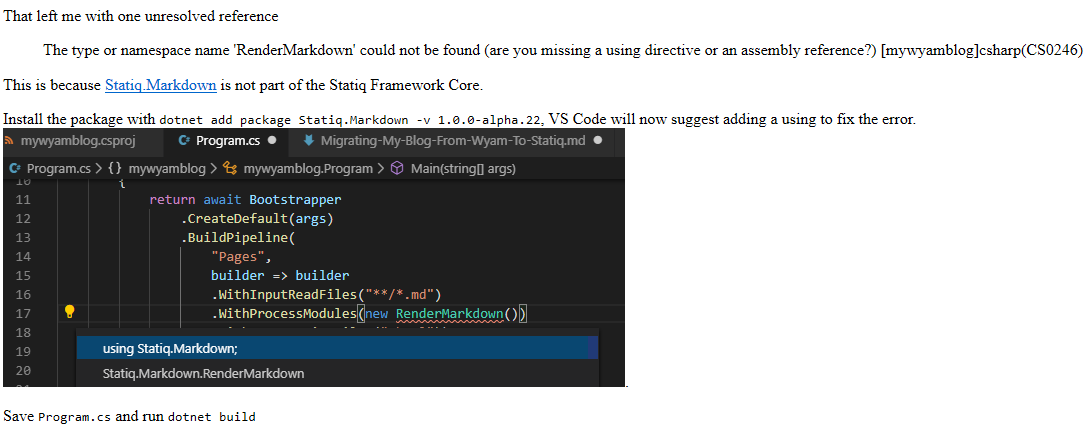 That left me with one unresolved reference
The type or namespace name 'RenderMarkdown' could not be found (are you missing a using directive or an assembly reference?) [mywyamblog]csharp(CS0246)
This is because Statiq.Markdown is not part of the Statiq Framework Core.
Install the package with dotnet add package Statiq.Markdown -v 1.0.0-alpha.22, VS Code will now suggest adding a using to fix the error.
mywyamblog.csproj C# Program.cs ● Migrating-My-Blog-From-Wyam-To-Statiq.md ●
C# Program.cs > {} mywyamblog > mywyamblog.Program > Main(string[] args)
10 {
11 return await Bootstrapper
12 .CreateDefault(args)
13 .BuildPipeline(
14 "Pages",
15 builder => builder
16 .WithInputReadFiles("**/*.md")
17 .WithProcessModules(new RenderMarkdown())
18
19 using Statiq.Markdown;
20 Statiq.Markdown.RenderMarkdown
.
Save Program.cs and run dotnet build